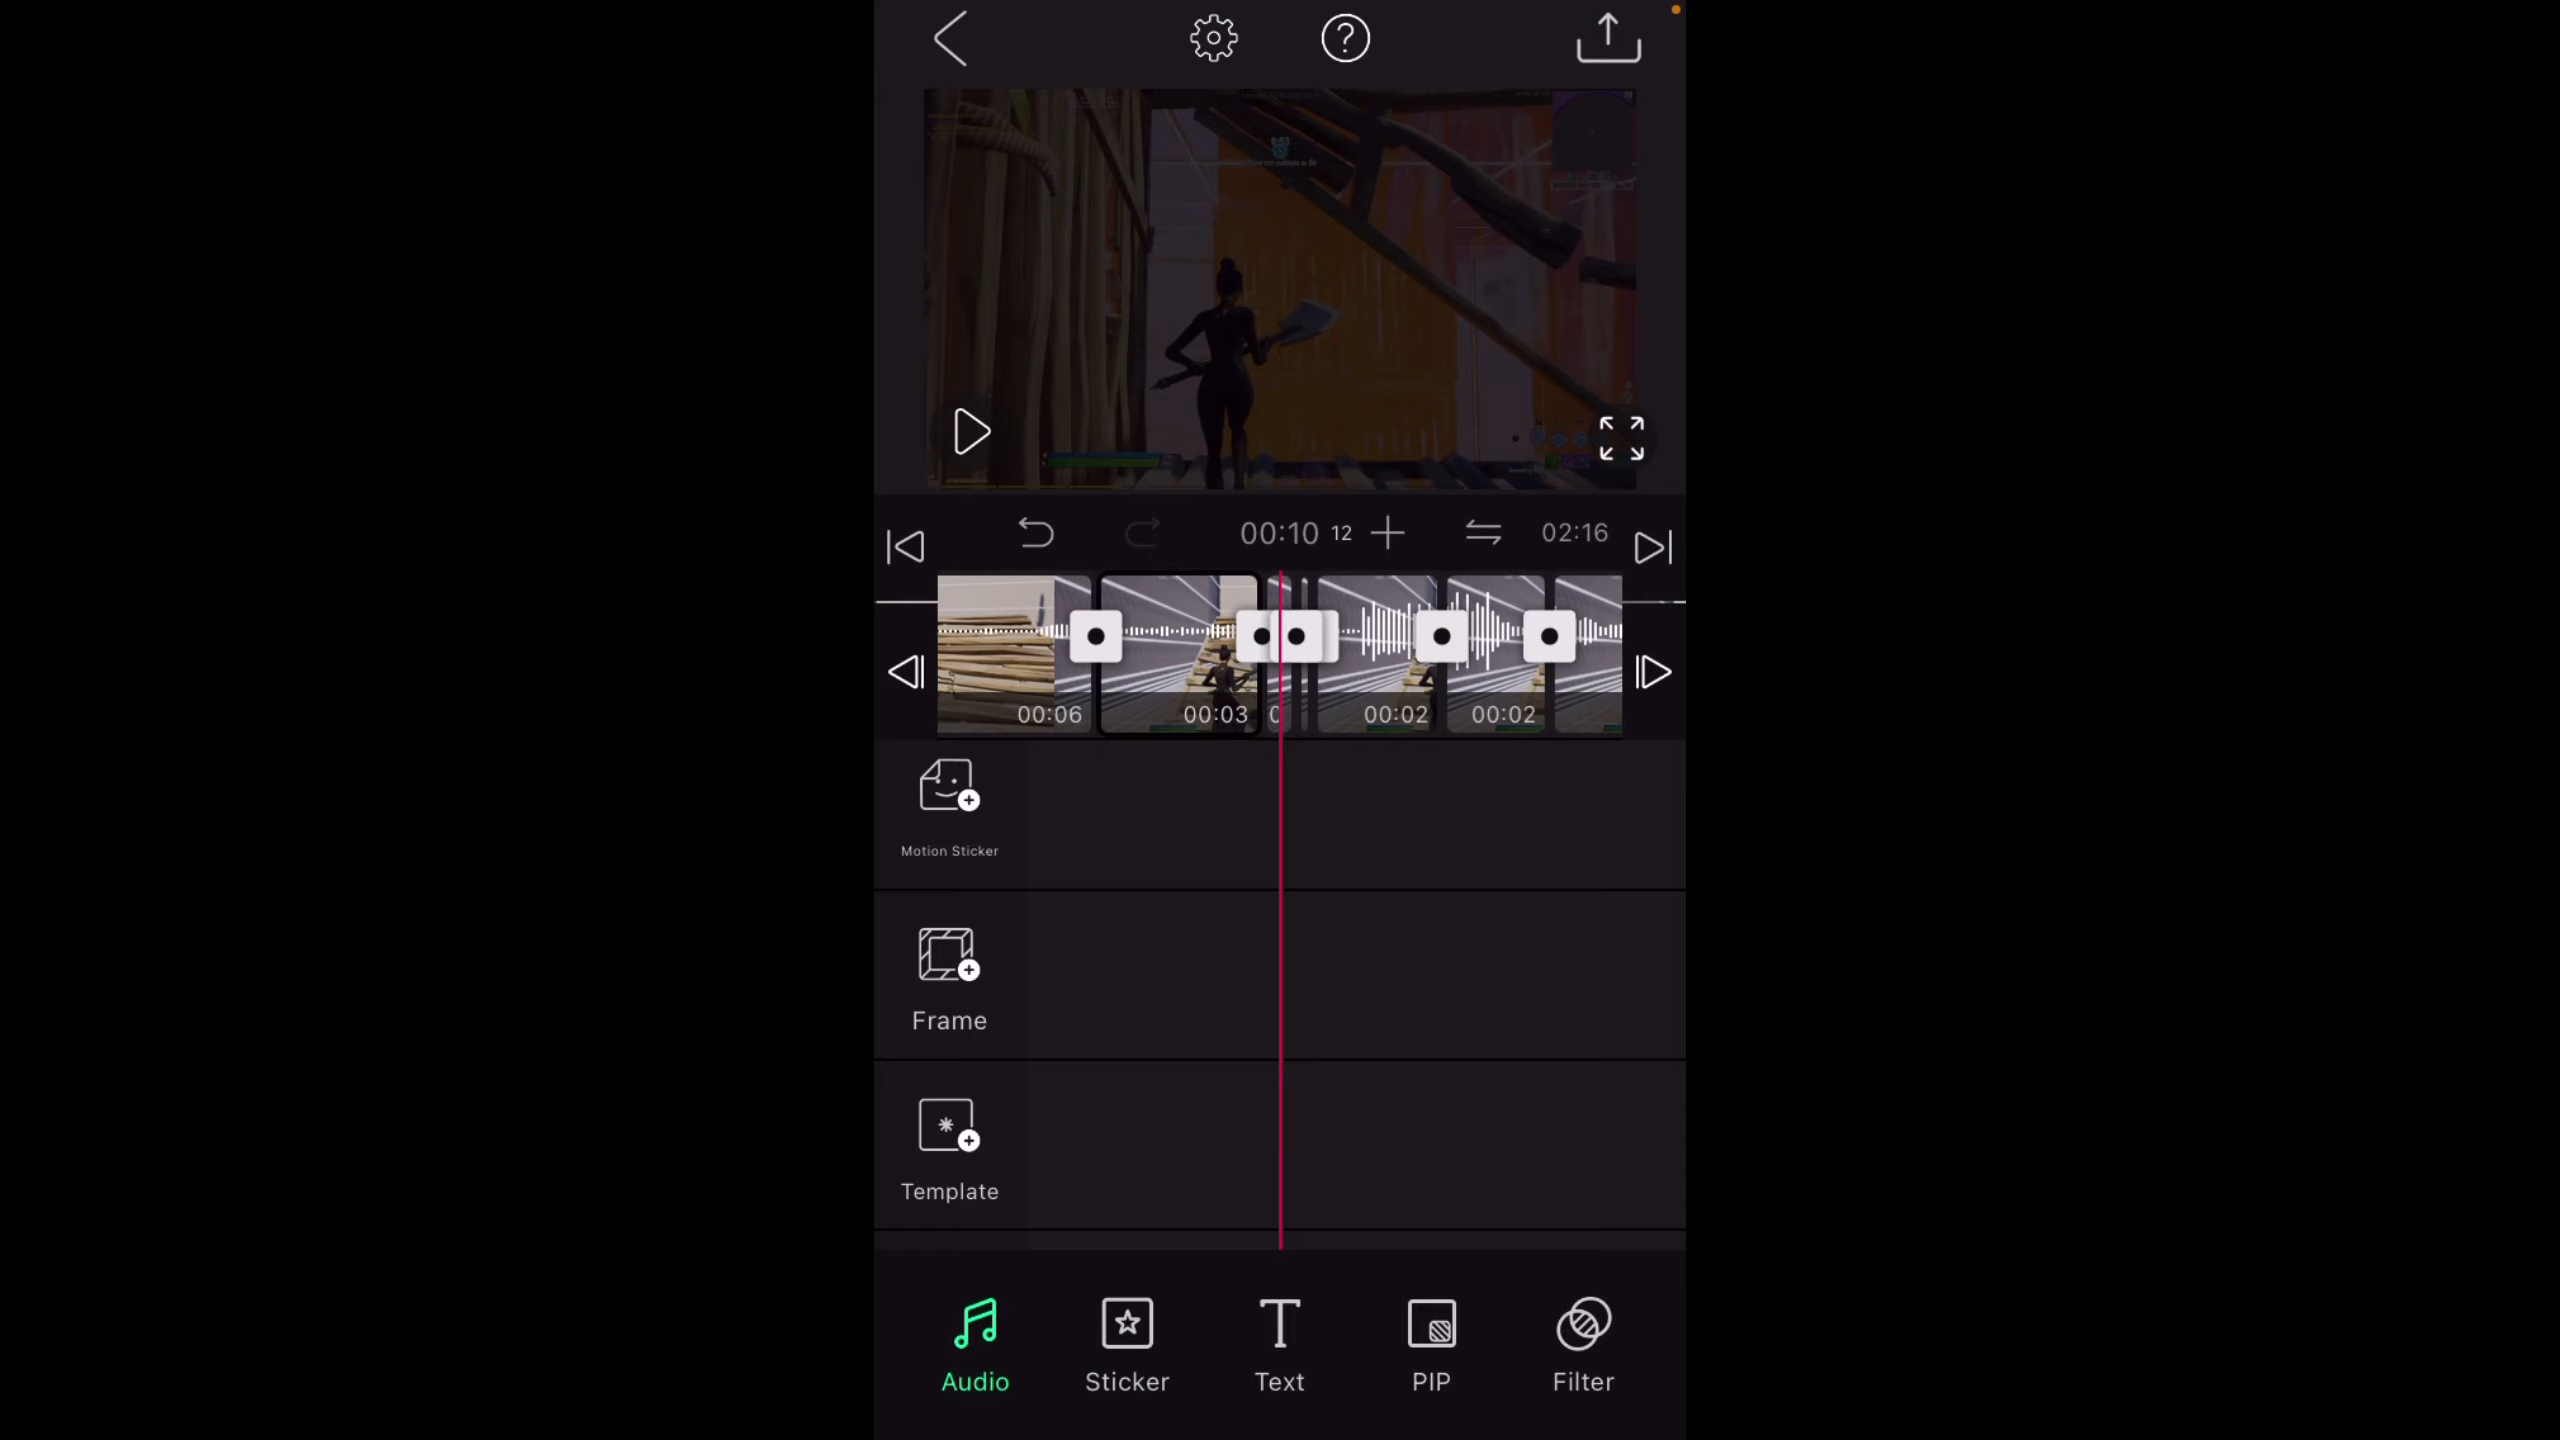 00:10 12
02:16
00:06
00:03
00:02
00:02
Motion Sticker
Frame
Template
Audio
Sticker
Text
PIP
Filter